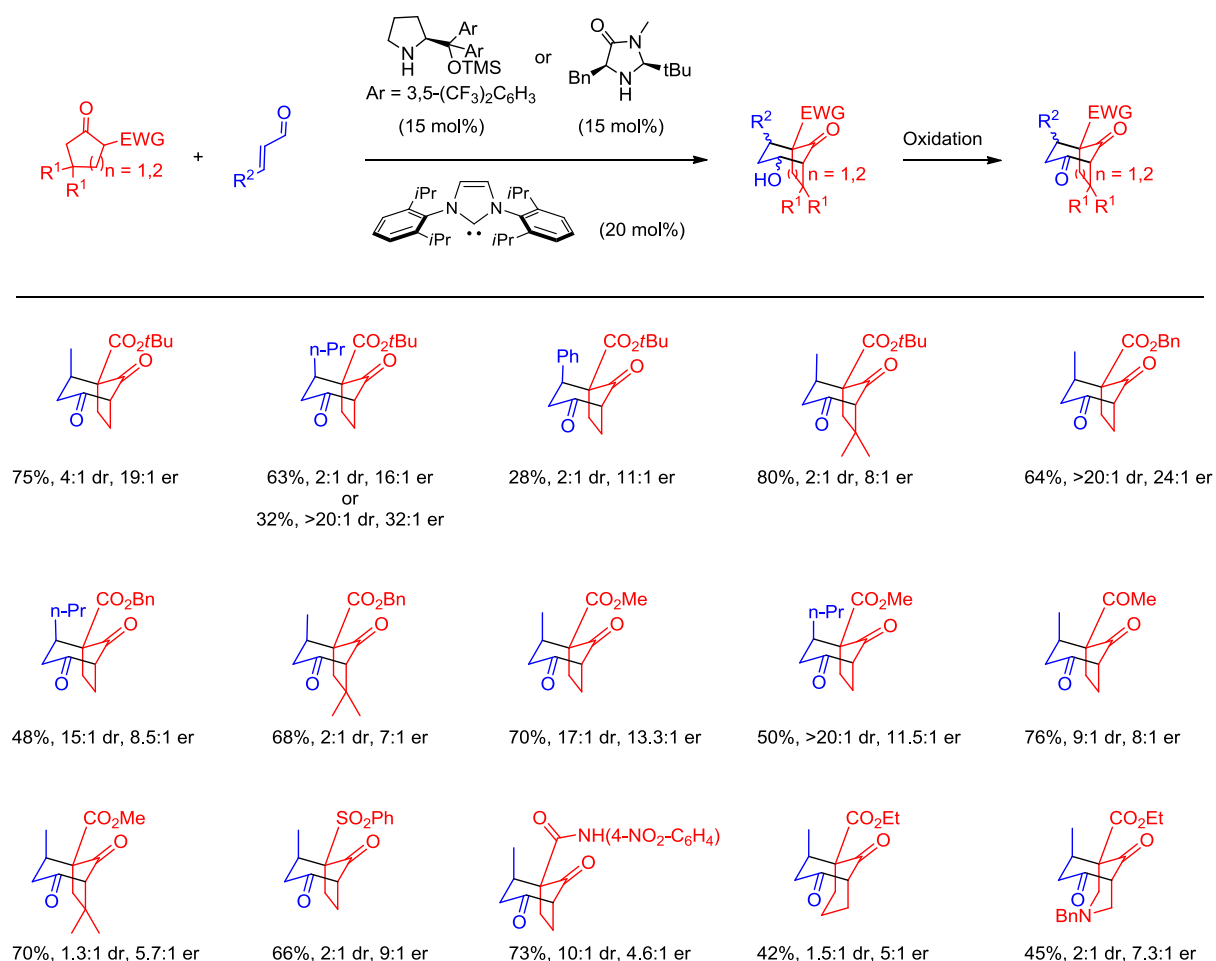 O
EWG
R¹
R¹
( )n = 1,2
+
O
R²
N
H
Ar
Ar
OTMS
Ar = 3,5-(CF₃)₂C₆H₃
(15 mol%)
or
O
N
Bn
N
H
tBu
(15 mol%)
iPr
iPr
N
N
iPr
iPr
(20 mol%)
R²
EWG
O
HO
( )n = 1,2
R¹ R¹
Oxidation
R²
EWG
O
O
( )n = 1,2
R¹ R¹
CO₂tBu
O
O
75%, 4:1 dr, 19:1 er
n-Pr
CO₂tBu
O
O
63%, 2:1 dr, 16:1 er
or
32%, >20:1 dr, 32:1 er
Ph
CO₂tBu
O
O
28%, 2:1 dr, 11:1 er
CO₂tBu
O
O
80%, 2:1 dr, 8:1 er
CO₂Bn
O
O
64%, >20:1 dr, 24:1 er
n-Pr
CO₂Bn
O
O
48%, 15:1 dr, 8.5:1 er
CO₂Bn
O
O
68%, 2:1 dr, 7:1 er
CO₂Me
O
O
70%, 17:1 dr, 13.3:1 er
n-Pr
CO₂Me
O
O
50%, >20:1 dr, 11.5:1 er
COMe
O
O
76%, 9:1 dr, 8:1 er
CO₂Me
O
O
70%, 1.3:1 dr, 5.7:1 er
SO₂Ph
O
O
66%, 2:1 dr, 9:1 er
O
NH(4-NO₂-C₆H₄)
O
O
73%, 10:1 dr, 4.6:1 er
CO₂Et
O
O
42%, 1.5:1 dr, 5:1 er
CO₂Et
O
O
BnN
45%, 2:1 dr, 7.3:1 er